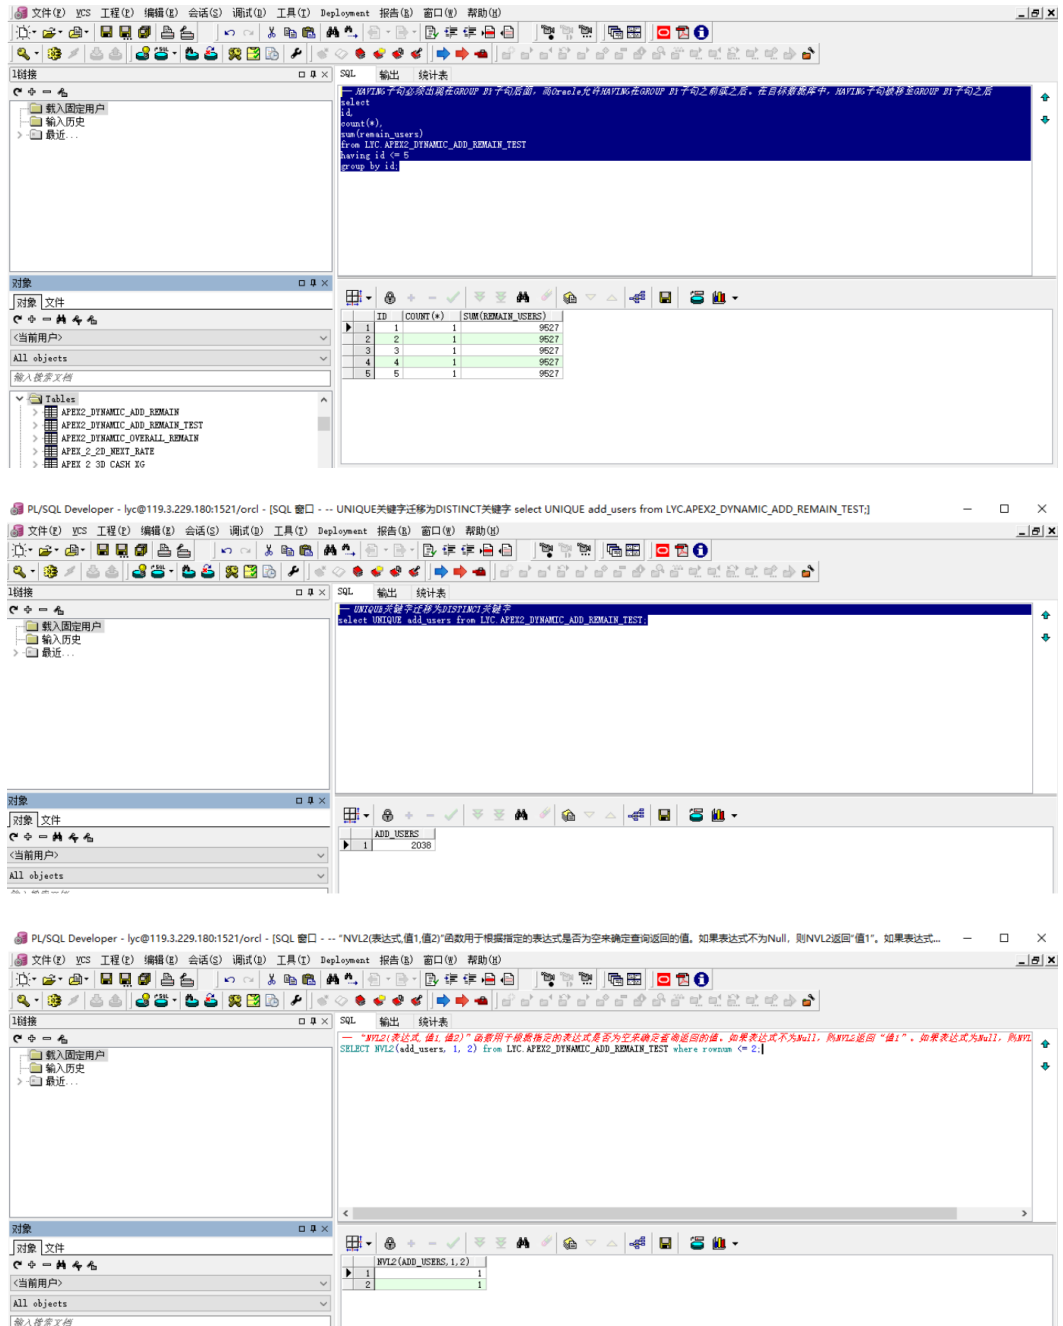 文件(F) VCS 工程(P) 编辑(E) 会话(S) 调试(D) 工具(T) Deployment 报告(R) 窗口(W) 帮助(H)
l链接
SQL 输出 统计表
载入固定用户
输入历史
最近...
-- HAVING子句必须出现在GROUP BY子句后面，而Oracle允许HAVING在GROUP BY子句之前或之后。在目标数据库中，HAVING子句被移至GROUP BY子句之后
select
id,
count(*),
sum(remain_users)
from LYC.APEX2_DYNAMIC_ADD_REMAIN_TEST
having id <= 5
group by id;
对象
对象 文件
<当前用户>
All objects
输入搜索文档
Tables
APEX2_DYNAMIC_ADD_REMAIN
APEX2_DYNAMIC_ADD_REMAIN_TEST
APEX2_DYNAMIC_OVERALL_REMAIN
APEX_2_2D_NEXT_RATE
APEX_2_3D_CASH_XG
ID COUNT(*) SUM(REMAIN_USERS)
1 1 1 9527
2 2 1 9527
3 3 1 9527
4 4 1 9527
5 5 1 9527
PL/SQL Developer - lyc@119.3.229.180:1521/orcl - [SQL 窗口 - -- UNIQUE关键字迁移为DISTINCT关键字 select UNIQUE add_users from LYC.APEX2_DYNAMIC_ADD_REMAIN_TEST;]
文件(F) VCS 工程(P) 编辑(E) 会话(S) 调试(D) 工具(T) Deployment 报告(R) 窗口(W) 帮助(H)
l链接
SQL 输出 统计表
载入固定用户
输入历史
最近...
-- UNIQUE关键字迁移为DISTINCT关键字
select UNIQUE add_users from LYC.APEX2_DYNAMIC_ADD_REMAIN_TEST;
对象
对象 文件
<当前用户>
All objects
ADD_USERS
1 2038
PL/SQL Developer - lyc@119.3.229.180:1521/orcl - [SQL 窗口 - -- "NVL2(表达式,值1,值2)"函数用于根据指定的表达式是否为空来确定查询返回的值。如果表达式不为Null，则NVL2返回"值1"。如果表达式...
文件(F) VCS 工程(P) 编辑(E) 会话(S) 调试(D) 工具(T) Deployment 报告(R) 窗口(W) 帮助(H)
l链接
SQL 输出 统计表
载入固定用户
输入历史
最近...
-- "NVL2(表达式,值1,值2)"函数用于根据指定的表达式是否为空来确定查询返回的值。如果表达式不为Null，则NVL2返回"值1"。如果表达式为Null，则NVL
SELECT NVL2(add_users, 1, 2) from LYC.APEX2_DYNAMIC_ADD_REMAIN_TEST where rownum <= 2;
对象
对象 文件
<当前用户>
All objects
输入搜索文档
NVL2(ADD_USERS,1,2)
1 1
2 1